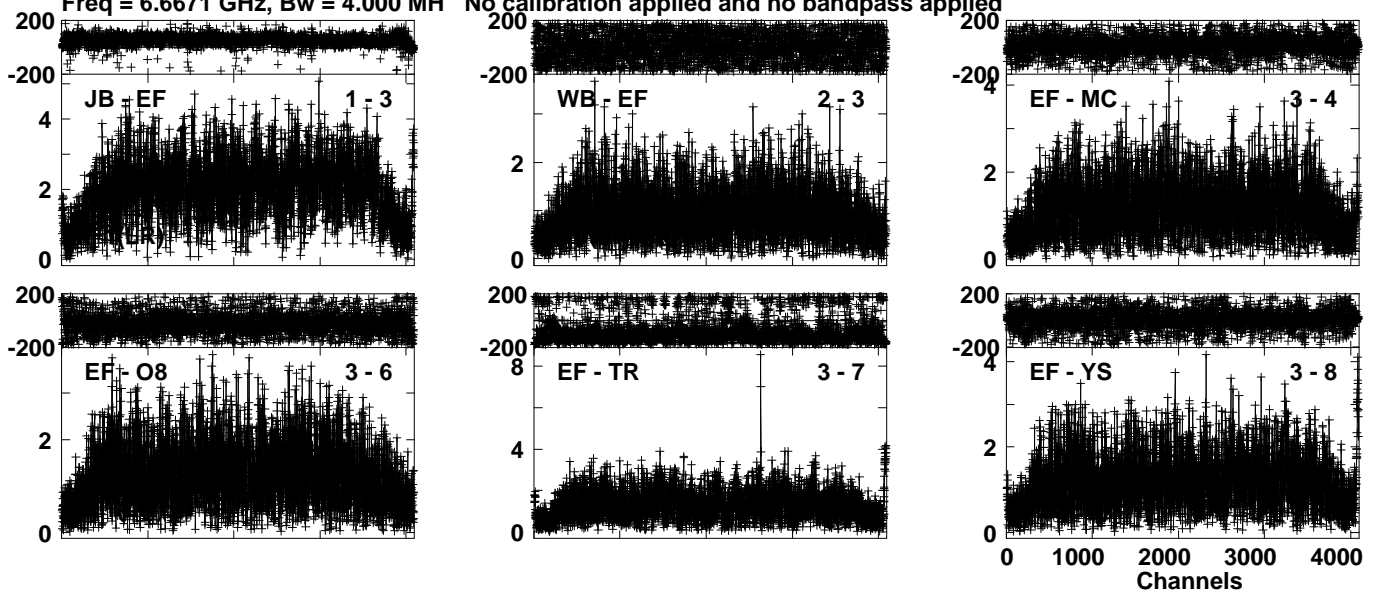 Freq = 6.6671 GHz, Bw = 4.000 MH No calibration applied and no bandpass applied
200
-200
JB - EF 1 - 3
4
2
(LR)
0
200
-200
WB - EF 2 - 3
2
0
200
-200
4
EF - MC 3 - 4
2
0
200
-200
EF - O8 3 - 6
2
0
200
-200
8
EF - TR 3 - 7
4
0
200
-200
4
EF - YS 3 - 8
2
0
0 1000 2000 3000 4000
Channels